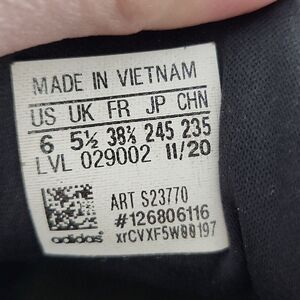 MADE IN VIETNAM
US UK FR JP CHN
6 5½ 38⅔ 245 235
LVL 029002 11/20
ART S23770
#126806116
adidas xrCVXF5W00197